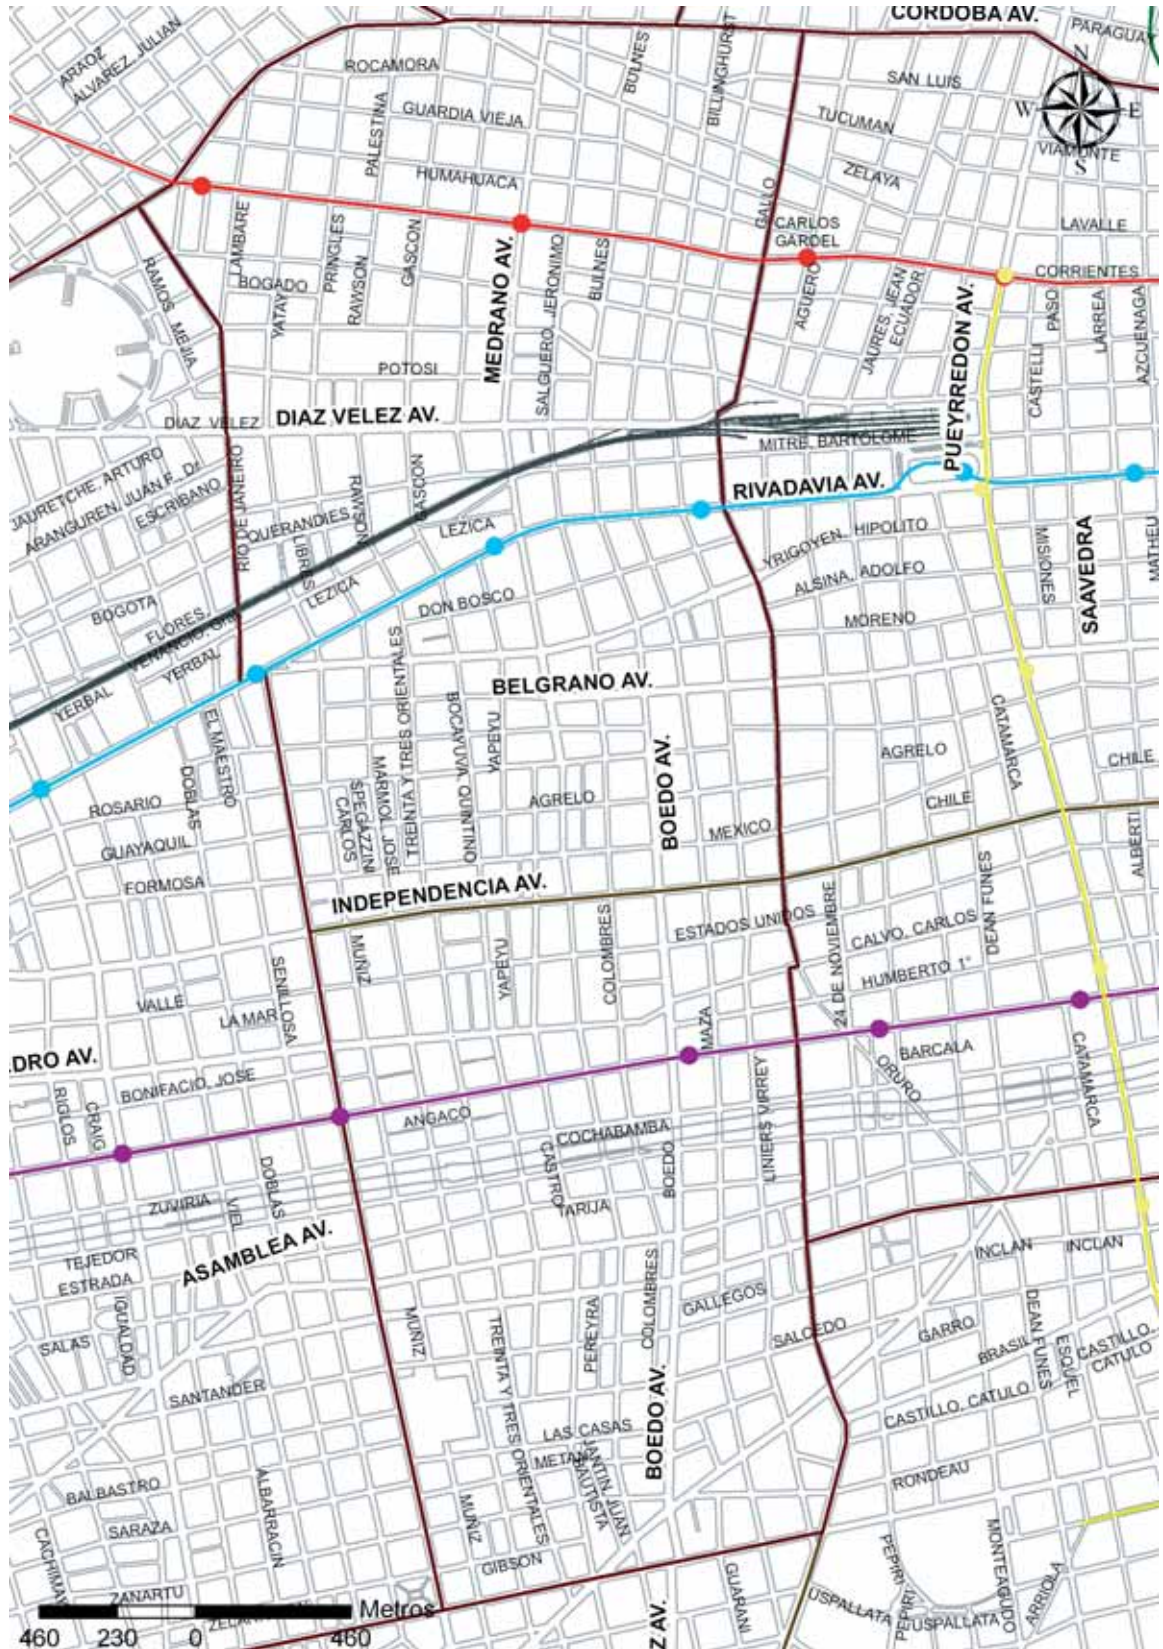 CORDOBA AV.
PARAGUA
ARAOZ
ALVAREZ, JULIAN
ROCAMORA
BULNES
BILLINGHURST
SAN LUIS
N
W
E
S
GUARDIA VIEJA
PALESTINA
TUCUMAN
VIAMONTE
HUMAHUACA
ZELAYA
GALLO
LAMBARE
PRINGLES
GASCON
CARLOS
GARDEL
LAVALLE
RAMOS MEJIA
BOGADO
YATAY
RAWSON
MEDRANO AV.
SALGUERO, JERONIMO
BULNES
AGUERO
JAURES, JEAN
ECUADOR
PUEYRREDON AV.
CORRIENTES
PASO
LARREA
AZCUENAGA
CASTELLI
POTOSI
DIAZ VELEZ
DIAZ VELEZ AV.
MITRE, BARTOLOME
JAURETCHE, ARTURO
ARANGUREN, JUAN F., Dr
ESCRIBANO
RIO DE JANEIRO
QUERANDIES
RAWSON
GASCON
LEZICA
RIVADAVIA AV.
YRIGOYEN, HIPOLITO
ALSINA, ADOLFO
MISIONES
SAAVEDRA
MATHEU
LIBRES
LEZICA
BOGOTA
FLORES
VENANCIO, GRAL
YERBAL
YERBAL
DON BOSCO
MORENO
BELGRANO AV.
EL MAESTRO
DOBLAS
TREINTA Y TRES ORIENTALES
BOCAYUVA, QUINTINO
YAPEYU
CATAMARCA
AGRELO
CHILE
CHILE
ROSARIO
GUAYAQUIL
FORMOSA
CARLOS
SPEGAZZINI
MARMOL, JOSE
AGRELO
BOEDO AV.
MEXICO
ALBERTI
INDEPENDENCIA AV.
ESTADOS UNIDOS
24 DE NOVIEMBRE
CALVO, CARLOS
DEAN FUNES
HUMBERTO 1°
MUÑIZ
YAPEYU
COLOMBRES
VALLE
LA MAR
SENILLOSA
MAZA
BARCALA
ORURO
CATAMARCA
DRO AV.
BONIFACIO, JOSE
RIGLOS
CRAIG
ANGACO
COCHABAMBA
LINIERS VIRREY
BOEDO
CASTRO
TARIJA
ZUVIRIA
VIEL
DOBLAS
ASAMBLEA AV.
TEJEDOR
ESTRADA
IGUALDAD
SALAS
SANTANDER
MUÑIZ
TREINTA Y TRES ORIENTALES
PEREYRA
COLOMBRES
GALLEGOS
SALCEDO
INCLAN
INCLAN
GARRO
BRASIL
DEAN FUNES
ESQUEL
CASTILLO,
CATULO
CASTILLO, CATULO
LAS CASAS
METAN
JANTIN, JUAN
BAUTISTA
BOEDO AV.
RONDEAU
BALBASTRO
SARAZA
CACHIMAY
ALBARRACIN
MUÑIZ
GIBSON
GUARANI
PEPIRI
PEPIRI
MONTEAGUDO
ARRIOLA
USPALLATA
USPALLATA
ZANARTU
Z AV.
Metros
460 230 0 460